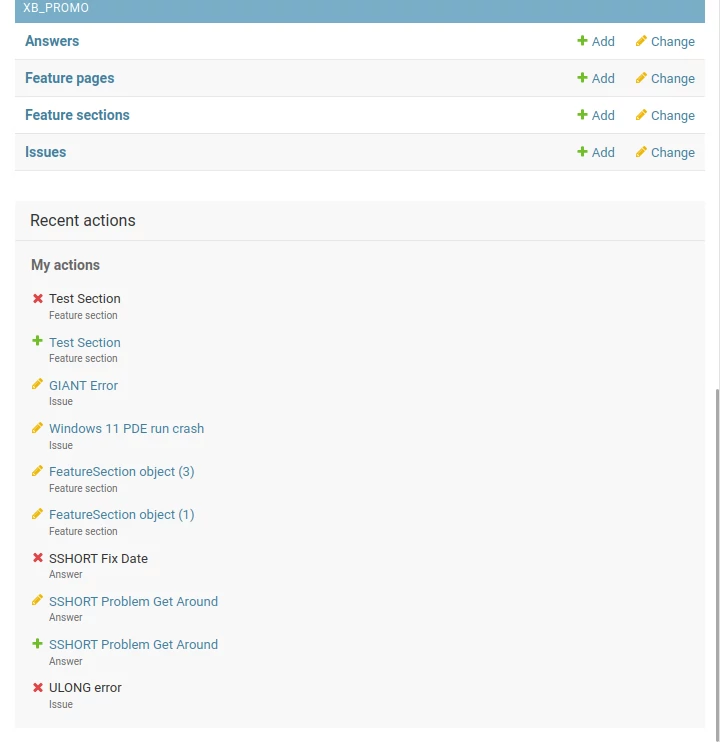 XB_PROMO
Answers Add Change
Feature pages Add Change
Feature sections Add Change
Issues Add Change
Recent actions
My actions
Test Section
Feature section
Test Section
Feature section
GIANT Error
Issue
Windows 11 PDE run crash
Issue
FeatureSection object (3)
Feature section
FeatureSection object (1)
Feature section
SSHORT Fix Date
Answer
SSHORT Problem Get Around
Answer
SSHORT Problem Get Around
Answer
ULONG error
Issue